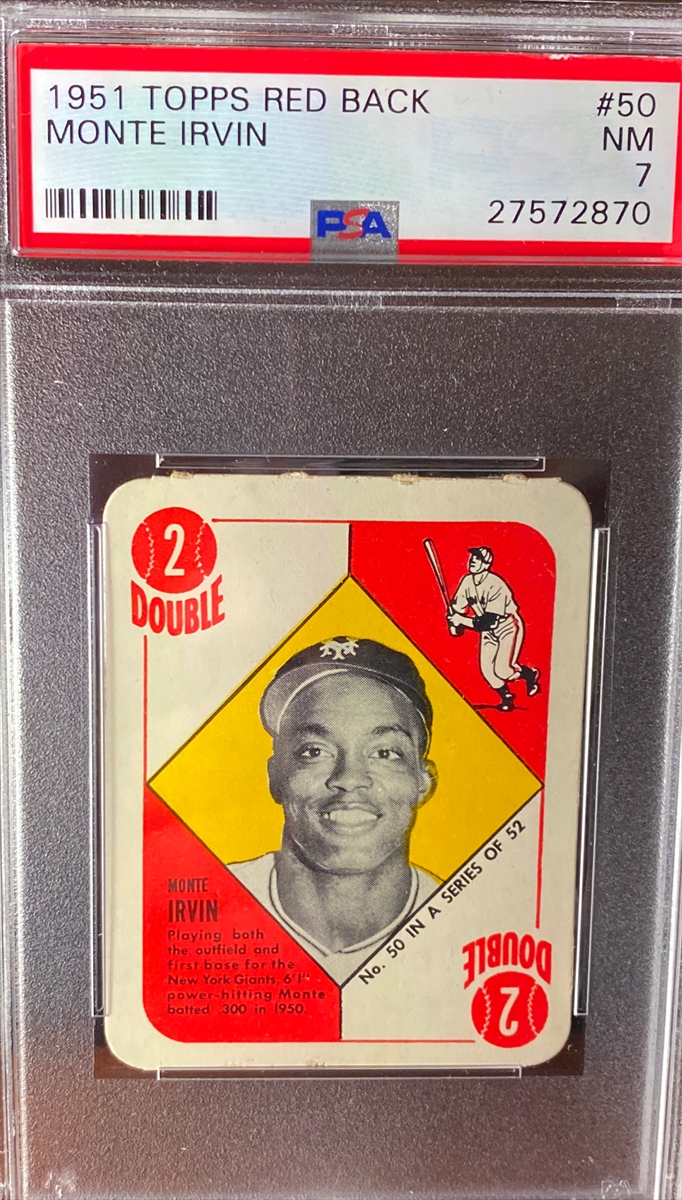 1951 TOPPS RED BACK #50
MONTE IRVIN NM
7
27572870
PSA
2
DOUBLE
NY
MONTE
IRVIN
Playing both
the outfield and
first base for the
New York Giants, 6'1"
power-hitting Monte
batted .300 in 1950.
No. 50 IN A SERIES OF 52
DOUBLE
2